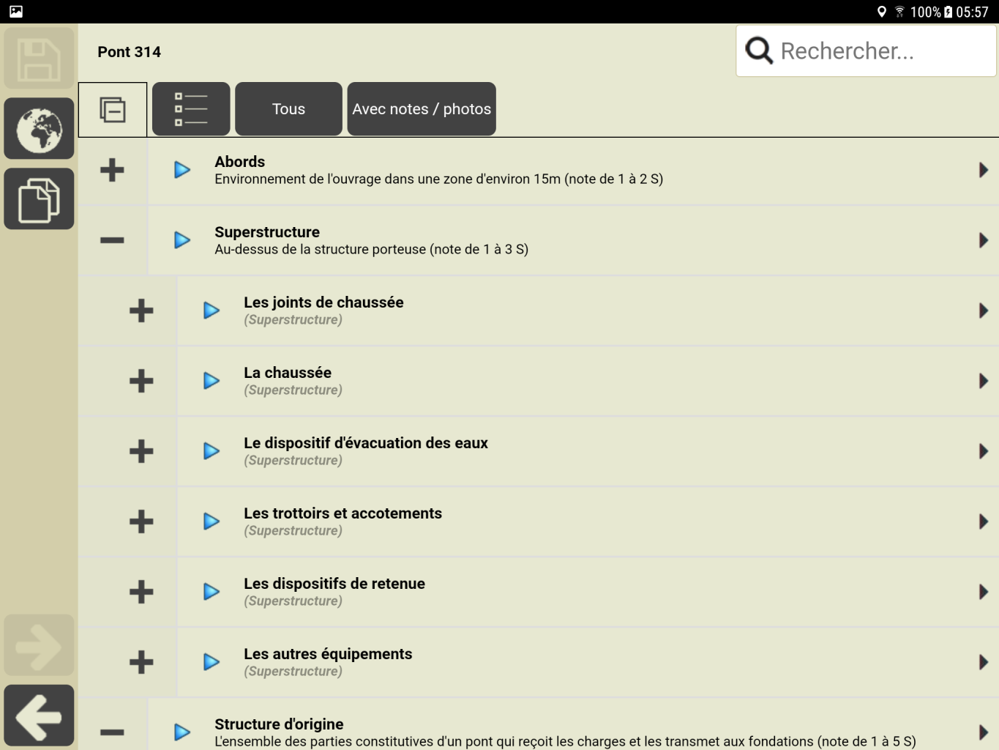 100% 05:57
Pont 314
Rechercher...
Tous
Avec notes / photos
Abords
Environnement de l'ouvrage dans une zone d'environ 15m (note de 1 à 2 S)
Superstructure
Au-dessus de la structure porteuse (note de 1 à 3 S)
Les joints de chaussée
(Superstructure)
La chaussée
(Superstructure)
Le dispositif d'évacuation des eaux
(Superstructure)
Les trottoirs et accotements
(Superstructure)
Les dispositifs de retenue
(Superstructure)
Les autres équipements
(Superstructure)
Structure d'origine
L'ensemble des parties constitutives d'un pont qui reçoit les charges et les transmet aux fondations (note de 1 à 5 S)